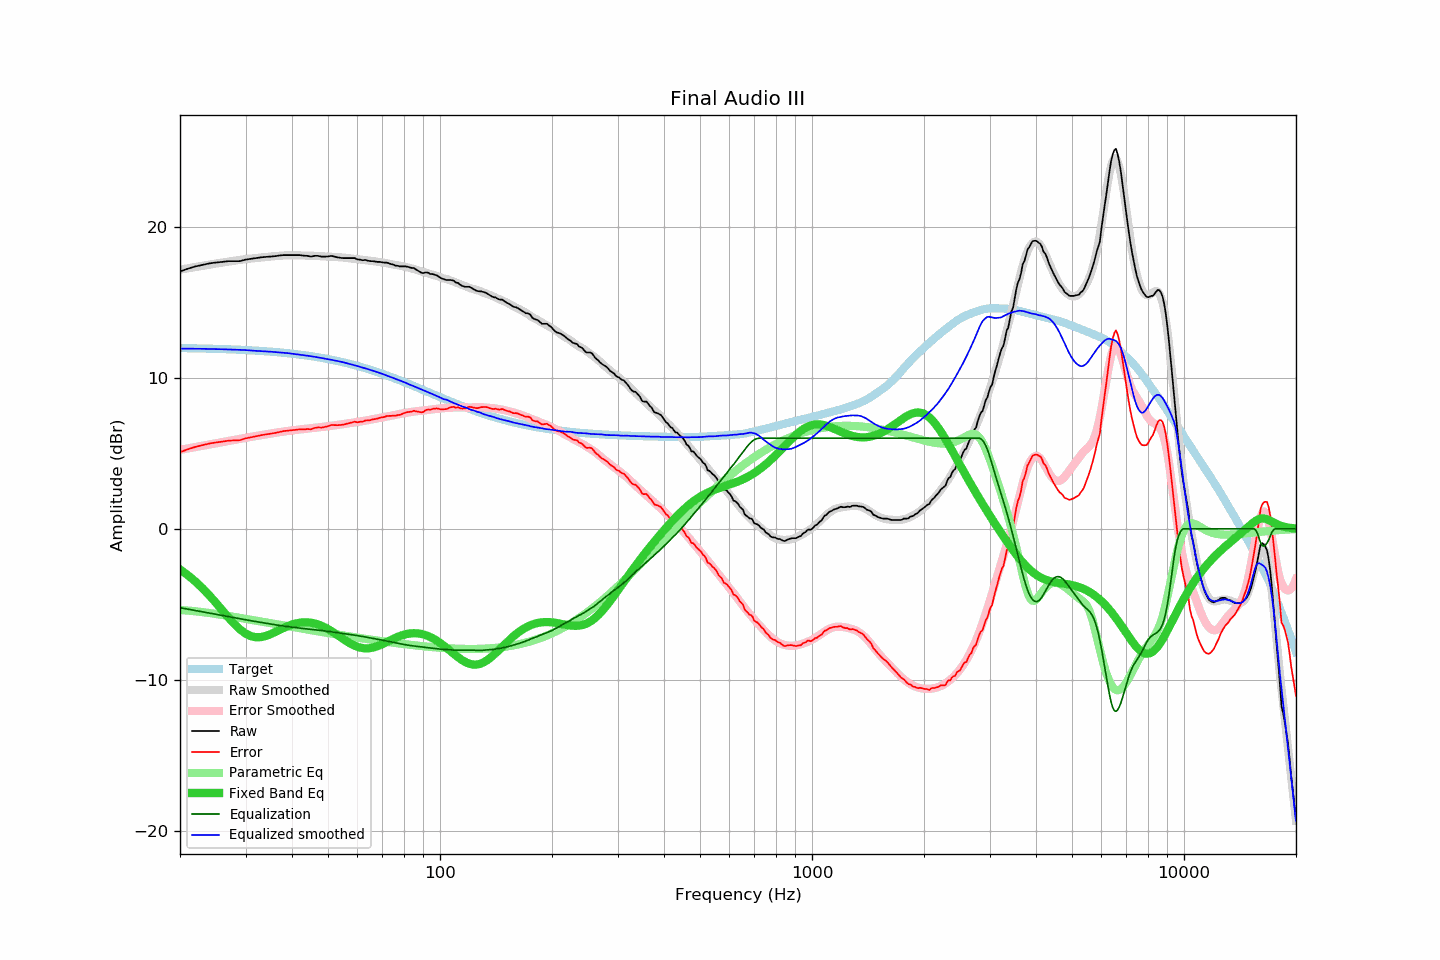 Final Audio III
Amplitude (dBr)
20
10
0
−10
−20
Target
Raw Smoothed
Error Smoothed
Raw
Error
Parametric Eq
Fixed Band Eq
Equalization
Equalized smoothed
100
1000
10000
Frequency (Hz)